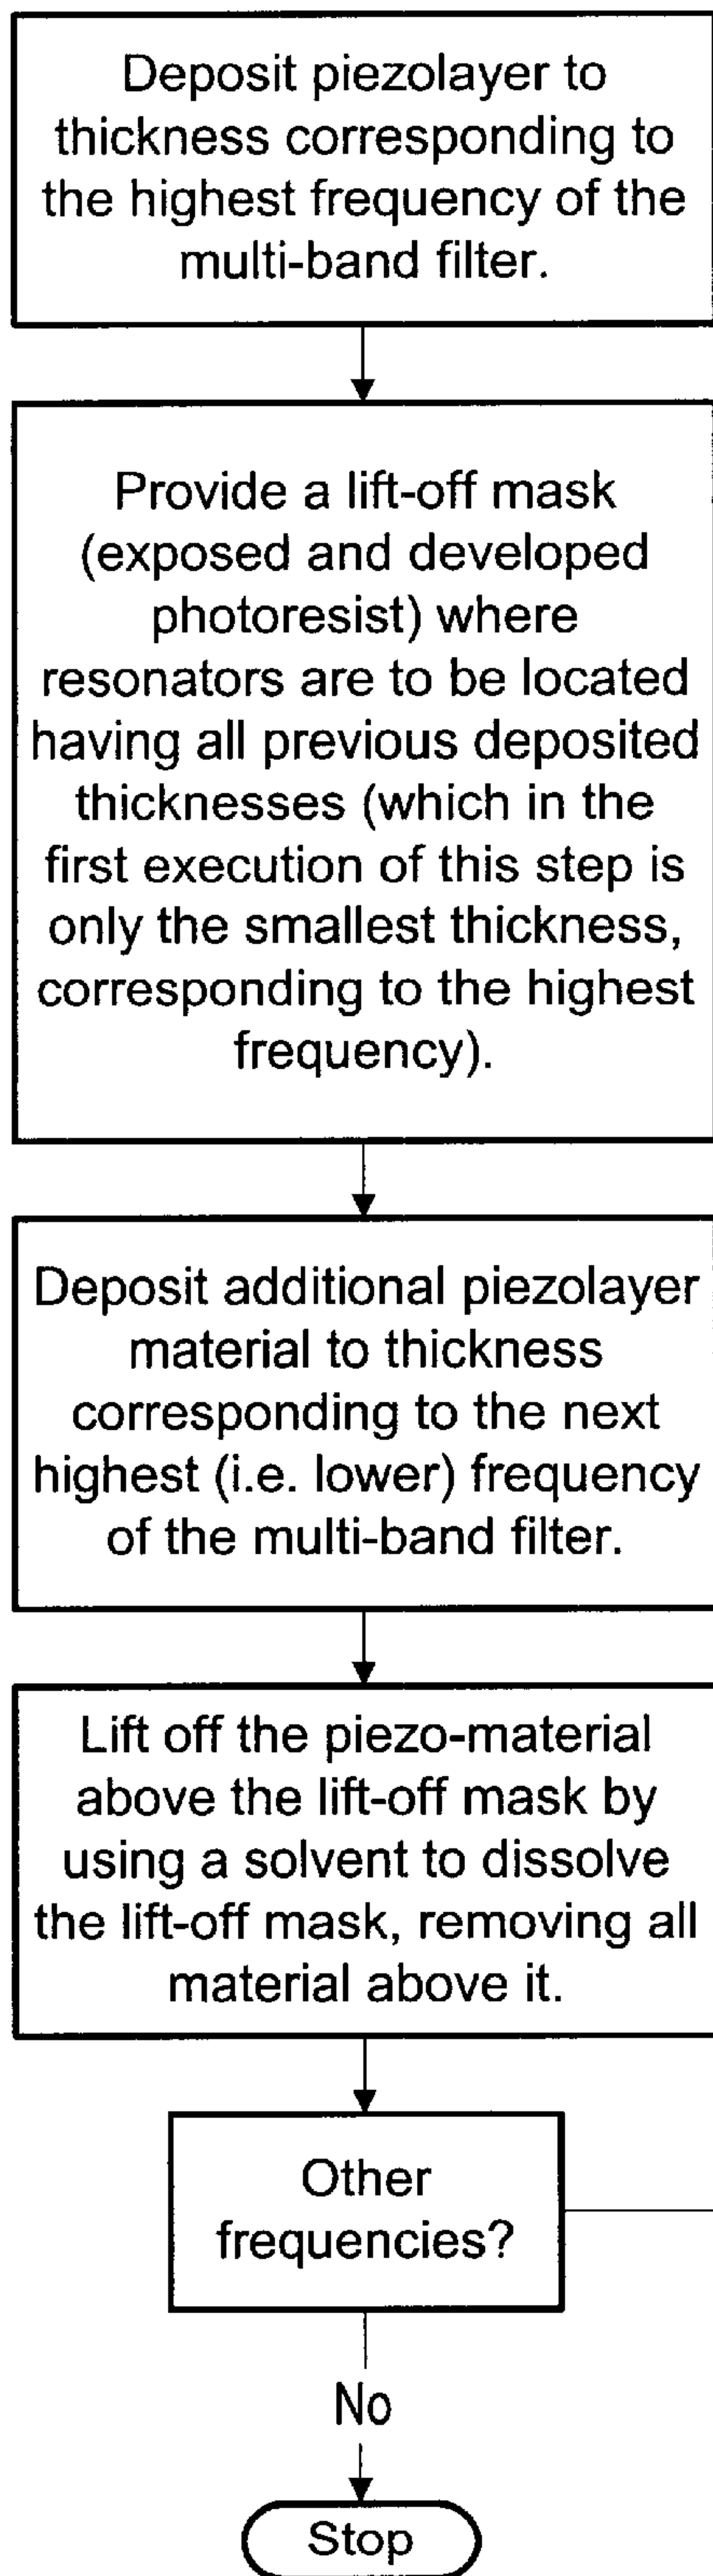 Deposit piezolayer to
thickness corresponding to
the highest frequency of the
multi-band filter.
Provide a lift-off mask
(exposed and developed
photoresist) where
resonators are to be located
having all previous deposited
thicknesses (which in the
first execution of this step is
only the smallest thickness,
corresponding to the highest
frequency).
Deposit additional piezolayer
material to thickness
corresponding to the next
highest (i.e. lower) frequency
of the multi-band filter.
Lift off the piezo-material
above the lift-off mask by
using a solvent to dissolve
the lift-off mask, removing all
material above it.
Other
frequencies?
No
Stop